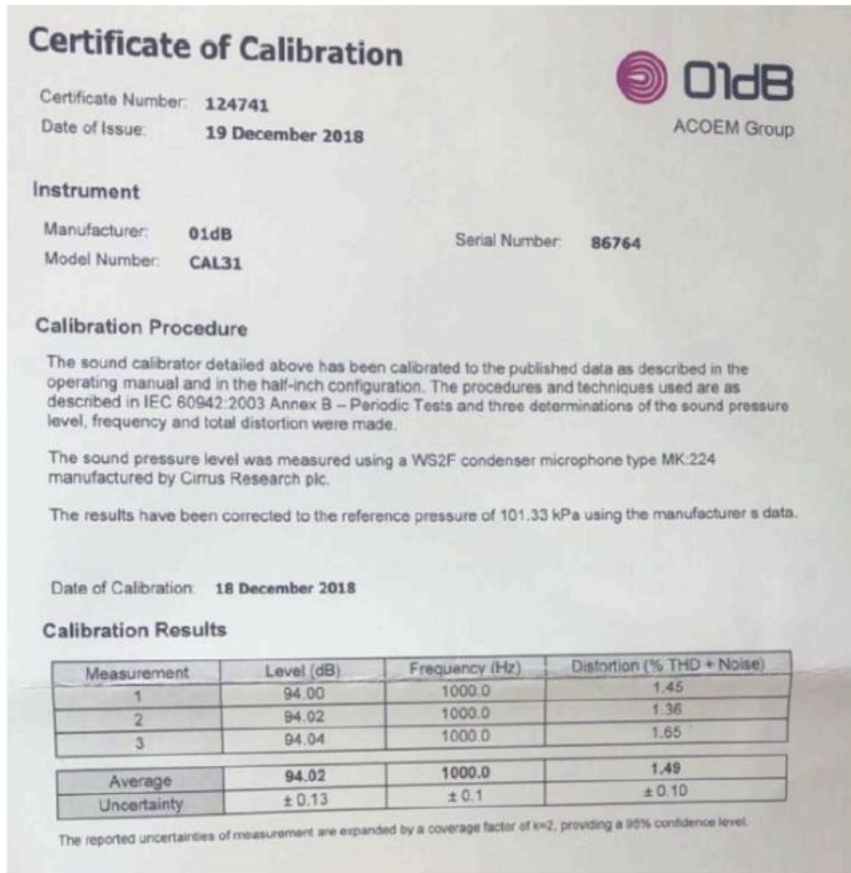 Certificate of Calibration
01dB
ACOEM Group
Certificate Number: 124741
Date of Issue: 19 December 2018
Instrument
Manufacturer: 01dB
Serial Number: 86764
Model Number: CAL31
Calibration Procedure
The sound calibrator detailed above has been calibrated to the published data as described in the
operating manual and in the half-inch configuration. The procedures and techniques used are as
described in IEC 60942:2003 Annex B – Periodic Tests and three determinations of the sound pressure
level, frequency and total distortion were made.
The sound pressure level was measured using a WS2F condenser microphone type MK:224
manufactured by Cirrus Research plc.
The results have been corrected to the reference pressure of 101.33 kPa using the manufacturer s data.
Date of Calibration: 18 December 2018
Calibration Results
Measurement Level (dB) Frequency (Hz) Distortion (% THD + Noise)
1 94.00 1000.0 1.45
2 94.02 1000.0 1.36
3 94.04 1000.0 1.65
Average 94.02 1000.0 1.49
Uncertainty ± 0.13 ± 0.1 ± 0.10
The reported uncertainties of measurement are expanded by a coverage factor of k=2, providing a 95% confidence level.